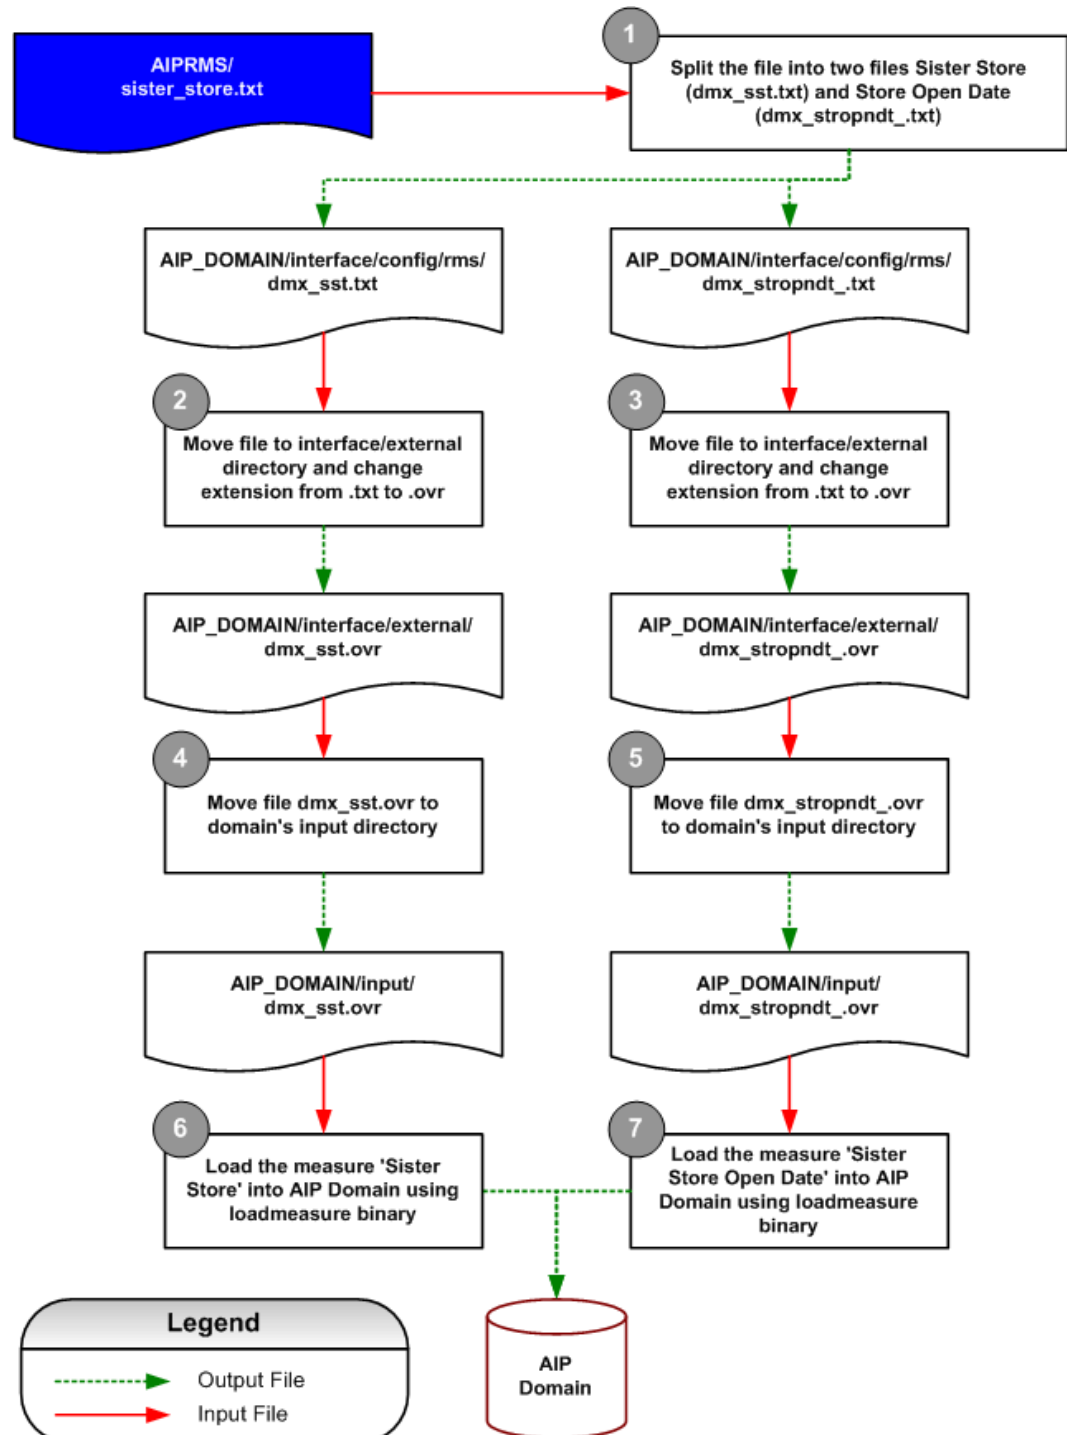 AIPRMS/
sister_store.txt
1
Split the file into two files Sister Store
(dmx_sst.txt) and Store Open Date
(dmx_stropndt_.txt)
AIP_DOMAIN/interface/config/rms/
dmx_sst.txt
AIP_DOMAIN/interface/config/rms/
dmx_stropndt_.txt
2
Move file to interface/external
directory and change
extension from .txt to .ovr
3
Move file to interface/external
directory and change
extension from .txt to .ovr
AIP_DOMAIN/interface/external/
dmx_sst.ovr
AIP_DOMAIN/interface/external/
dmx_stropndt_.ovr
4
Move file dmx_sst.ovr to
domain's input directory
5
Move file dmx_stropndt_.ovr
to domain's input directory
AIP_DOMAIN/input/
dmx_sst.ovr
AIP_DOMAIN/input/
dmx_stropndt_.ovr
6
Load the measure 'Sister
Store' into AIP Domain using
loadmeasure binary
7
Load the measure 'Sister
Store Open Date' into AIP
Domain using loadmeasure
binary
Legend
Output File
Input File
AIP
Domain